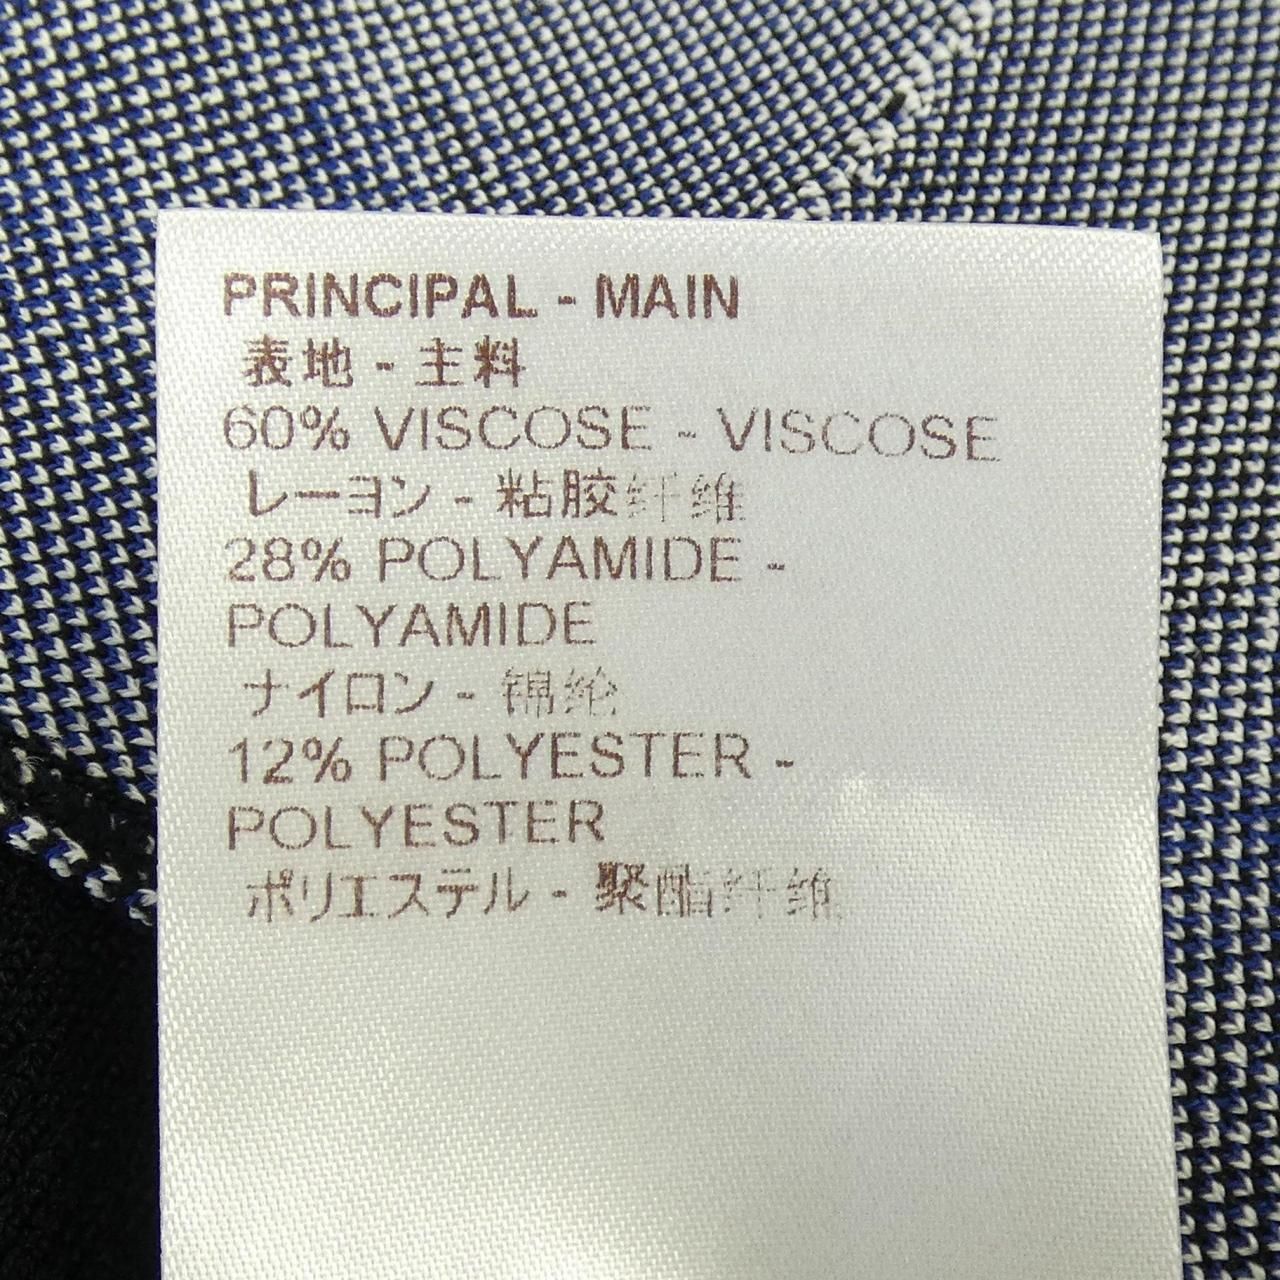 PRINCIPAL - MAIN
表地 - 主料
60% VISCOSE - VISCOSE
レーヨン - 粘胶纤维
28% POLYAMIDE -
POLYAMIDE
ナイロン - 锦纶
12% POLYESTER -
POLYESTER
ポリエステル - 聚酯纤维